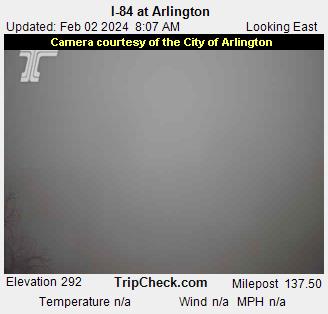 I-84 at Arlington
Updated: Feb 02 2024 8:07 AM Looking East
Camera courtesy of the City of Arlington
Elevation 292 TripCheck.com Milepost 137.50
Temperature n/a Wind n/a MPH n/a